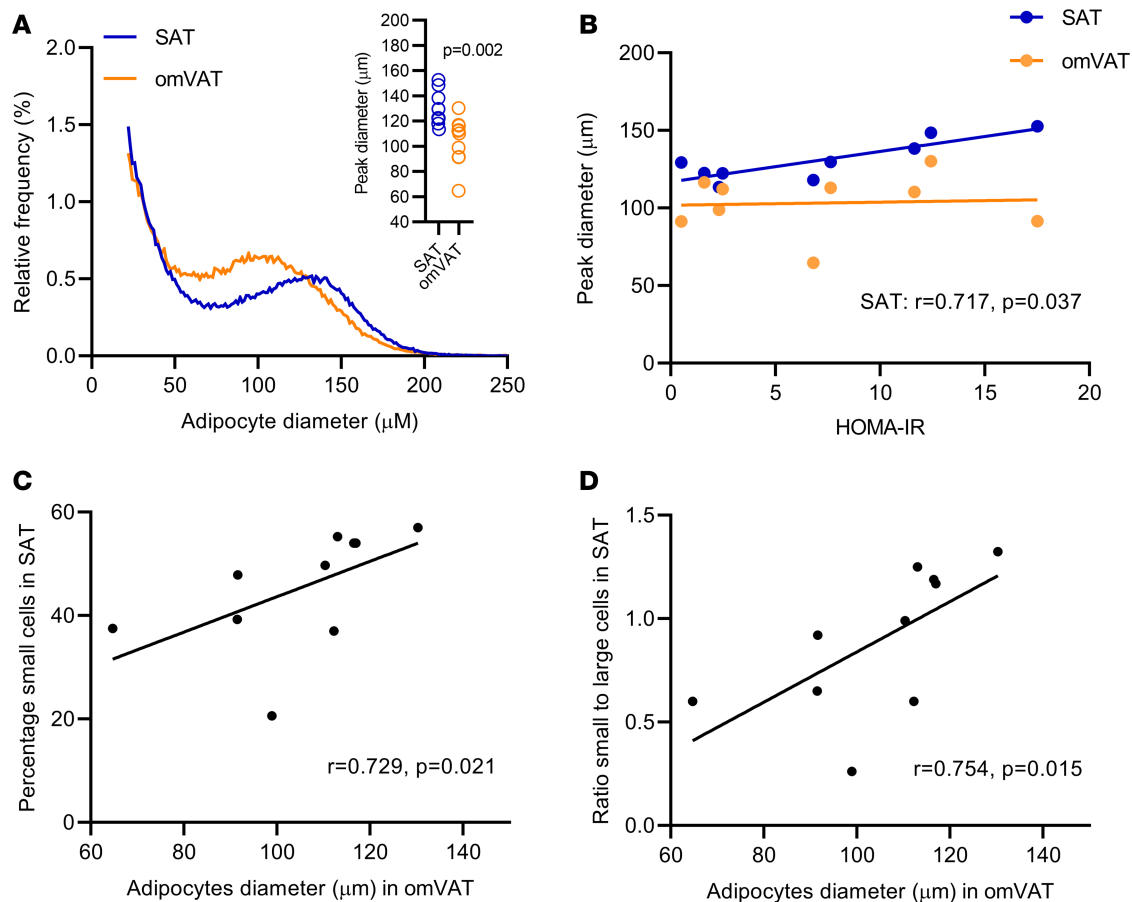 A
SAT
omVAT
2.0
1.5
1.0
0.5
0.0
Relative frequency (%)
0 50 100 150 200 250
Adipocyte diameter (μM)
200
180
160
140
120
100
80
60
40
Peak diameter (μm)
p=0.002
SAT
omVAT
B
SAT
omVAT
200
150
100
50
0
Peak diameter (μm)
SAT: r=0.717, p=0.037
0 5 10 15 20
HOMA-IR
C
60
40
20
0
Percentage small cells in SAT
r=0.729, p=0.021
60 80 100 120 140
Adipocytes diameter (μm) in omVAT
D
1.5
1.0
0.5
0.0
Ratio small to large cells in SAT
r=0.754, p=0.015
60 80 100 120 140
Adipocytes diameter (μm) in omVAT